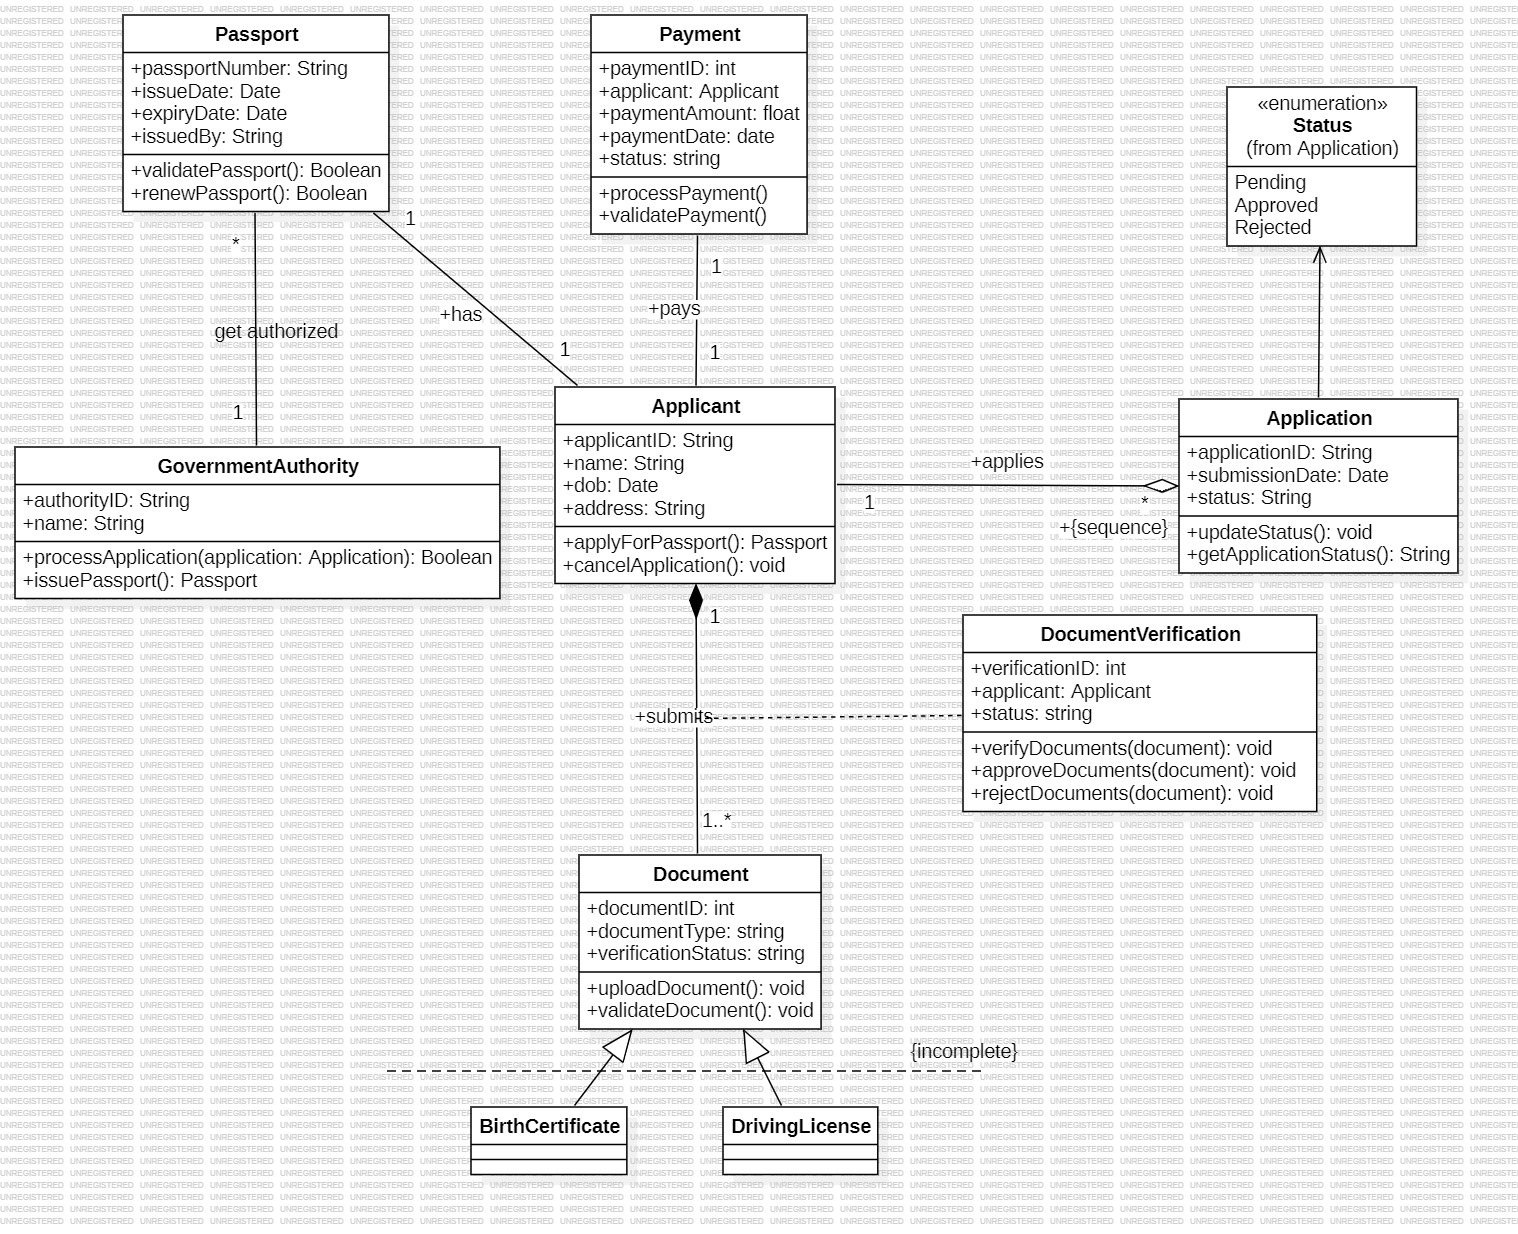 Passport
+passportNumber: String
+issueDate: Date
+expiryDate: Date
+issuedBy: String
+validatePassport(): Boolean
+renewPassport(): Boolean
Payment
+paymentID: int
+applicant: Applicant
+paymentAmount: float
+paymentDate: date
+status: string
+processPayment()
+validatePayment()
«enumeration»
Status
(from Application)
Pending
Approved
Rejected
*
get authorized
1
1
+has
1
1
+pays
1
GovernmentAuthority
+authorityID: String
+name: String
+processApplication(application: Application): Boolean
+issuePassport(): Passport
Applicant
+applicantID: String
+name: String
+dob: Date
+address: String
+applyForPassport(): Passport
+cancelApplication(): void
+applies
1
*
+{sequence}
Application
+applicationID: String
+submissionDate: Date
+status: String
+updateStatus(): void
+getApplicationStatus(): String
1
+submits
1..*
DocumentVerification
+verificationID: int
+applicant: Applicant
+status: string
+verifyDocuments(document): void
+approveDocuments(document): void
+rejectDocuments(document): void
Document
+documentID: int
+documentType: string
+verificationStatus: string
+uploadDocument(): void
+validateDocument(): void
{incomplete}
BirthCertificate
DrivingLicense
UNREGISTERED